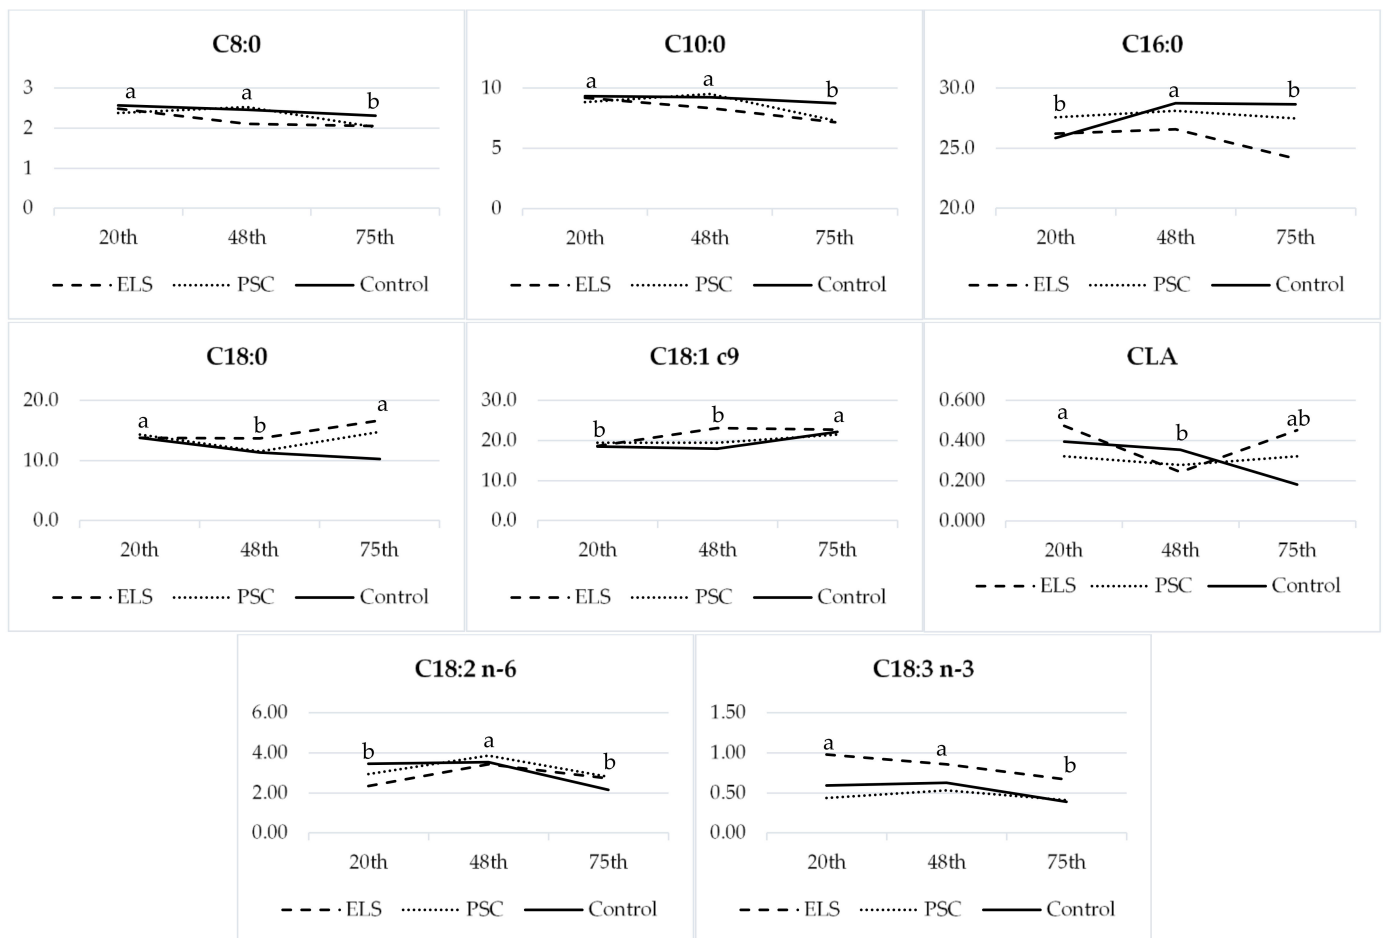 C8:0
3
a
a
b
2
1
0
20th 48th 75th
ELS PSC Control
C10:0
10
a
a
b
5
0
20th 48th 75th
ELS PSC Control
C16:0
30.0
b
a
b
25.0
20.0
20th 48th 75th
ELS PSC Control
C18:0
20.0
a
b
a
10.0
0.0
20th 48th 75th
ELS PSC Control
C18:1 c9
30.0
b
b
a
20.0
10.0
0.0
20th 48th 75th
ELS PSC Control
CLA
0.600
a
b
ab
0.400
0.200
0.000
20th 48th 75th
ELS PSC Control
C18:2 n-6
6.00
b
a
b
4.00
2.00
0.00
20th 48th 75th
ELS PSC Control
C18:3 n-3
1.50
a
a
b
1.00
0.50
0.00
20th 48th 75th
ELS PSC Control